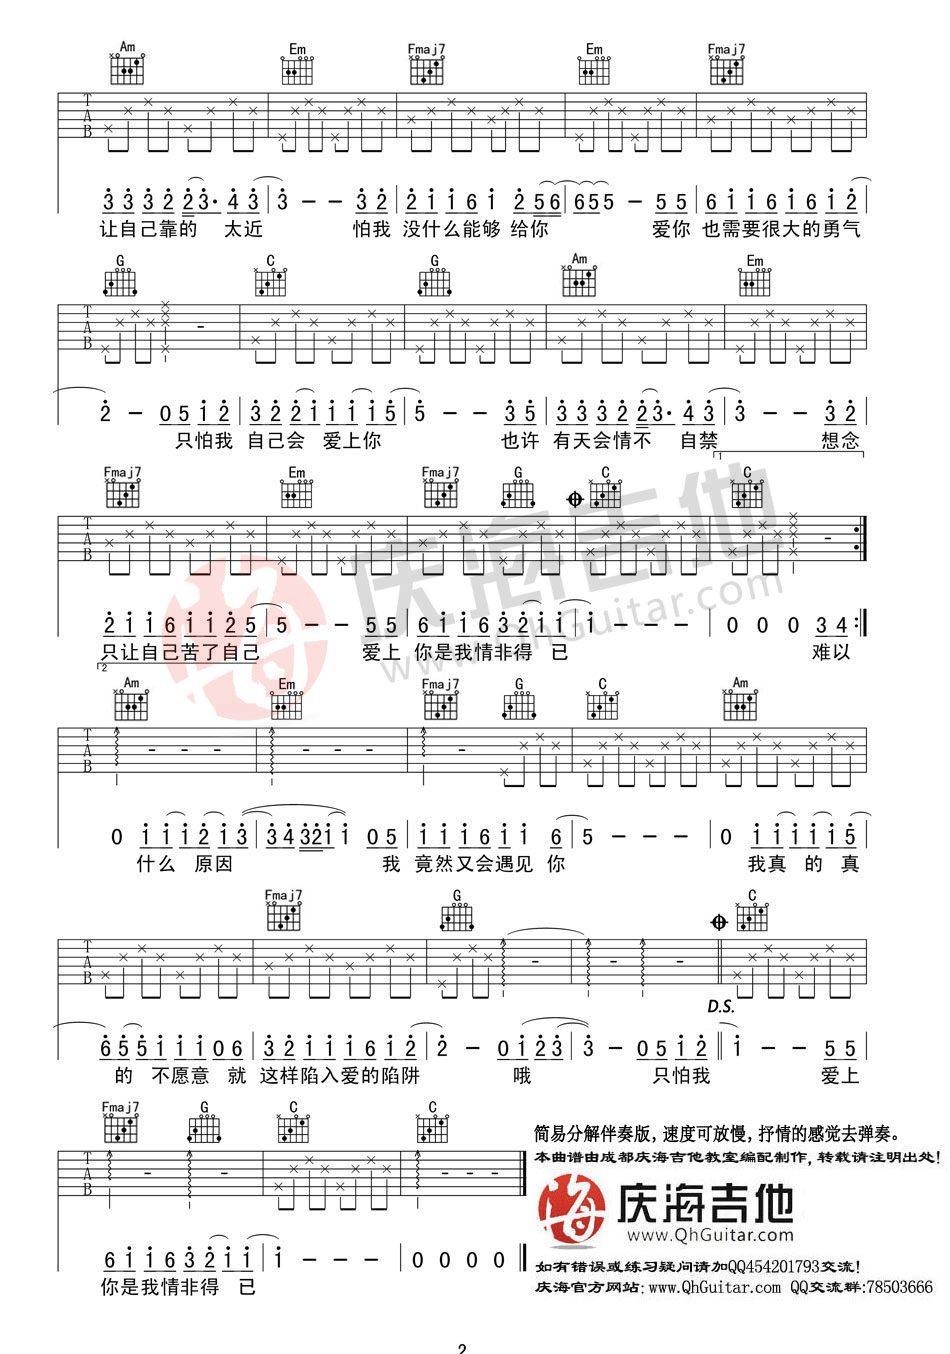 Am Em Fmaj7 Em Fmaj7
T A B
3 3 3 2 2 3· 4 3 3 - - 3 2 2 1 1 6 1 2 5 6 6 5 5 - 5 5 6 1 6 1 6 1 2
让自己靠的 太近 怕我 没什么能够 给你 爱你 也需要很大的勇气
G C G Am Em
T A B
2 - 0 5 1 2 3 2 2 1 1 1 1 5 5 - - 3 5 3 3 3 2 2 3· 4 3 3 - - 3 2
只怕我 自己会 爱上你 也许 有天会情不 自禁 想念
1
Fmaj7 Em Fmaj7 G C C
T A B
2 1 1 6 1 1 2 5 5 - - 5 5 6 1 1 6 3 2 1 1 1 - - - 0 0 0 3 4 :
只让自己苦了自己 爱上 你是我情非得 已 难以
2
Am Em Fmaj7 G C Am
T A B
0 1 1 1 2 1 3 3 4 3 2 1 1 0 5 1 1 1 6 1 1 6 5 - - - 0 1 1 1 1 1 5
什么 原因 我 竟然又会遇见 你 我真 的 真
Fmaj7 G C
T A B
D.S.
6 5 5 1 1 1 0 6 3 2 1 1 1 6 1 2 2 - 0 1 2 3 3 - 0 5 1 2 1 - 5 5
的 不愿意 就 这样陷入爱的陷阱 哦 只怕我 爱上
Fmaj7 G C C
T A B
6 1 1 6 3 2 1 1 1 - - - 0 0 0 0
你是我情非得 已
简易分解伴奏版, 速度可放慢, 抒情的感觉去弹奏。
本曲谱由成都庆海吉他教室编配制作, 转载请注明出处!
庆海吉他
www.QhGuitar.com
如有错误或练习疑问请加QQ454201793交流!
庆海官方网站: www.QhGuitar.com QQ交流群:78503666
庆海吉他
www.QhGuitar.com
2